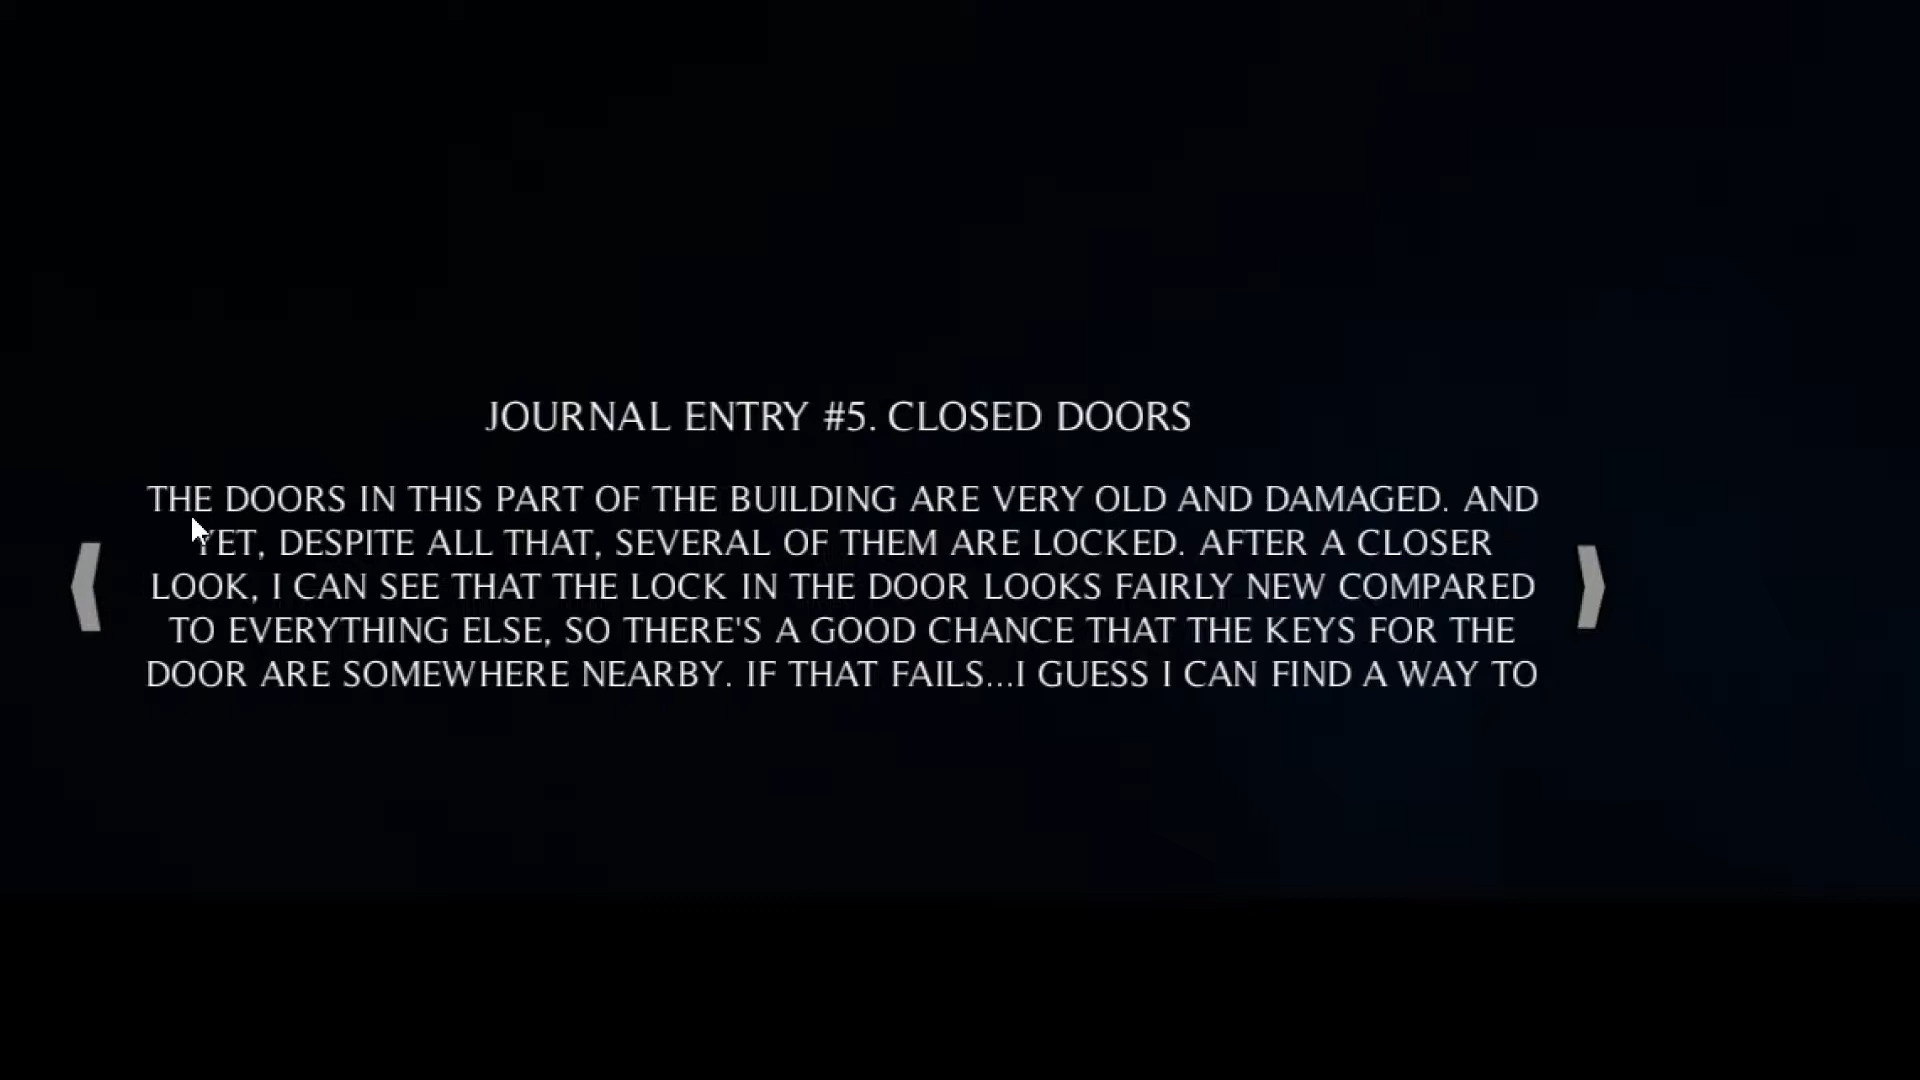 JOURNAL ENTRY #5. CLOSED DOORS
THE DOORS IN THIS PART OF THE BUILDING ARE VERY OLD AND DAMAGED. AND
YET, DESPITE ALL THAT, SEVERAL OF THEM ARE LOCKED. AFTER A CLOSER
LOOK, I CAN SEE THAT THE LOCK IN THE DOOR LOOKS FAIRLY NEW COMPARED
TO EVERYTHING ELSE, SO THERE'S A GOOD CHANCE THAT THE KEYS FOR THE
DOOR ARE SOMEWHERE NEARBY. IF THAT FAILS...I GUESS I CAN FIND A WAY TO